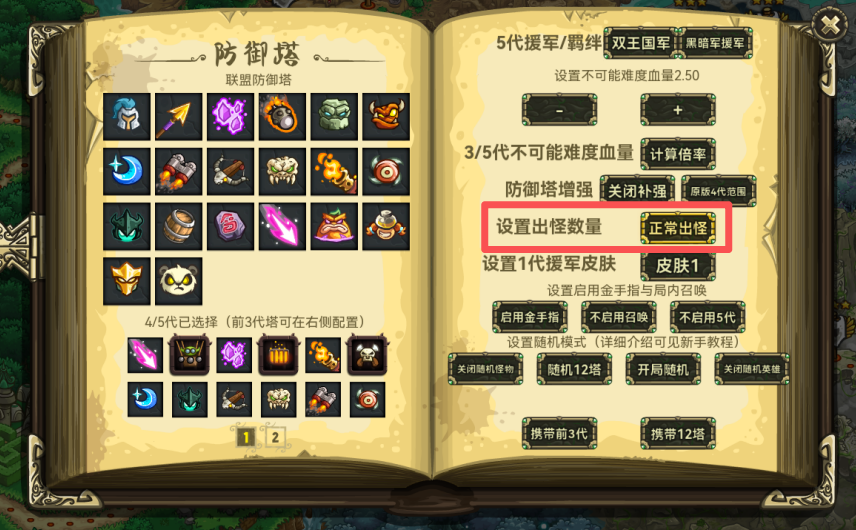 防御塔
联盟防御塔
4/5代已选择（前3代塔可在右侧配置）
1 2
5代援军/羁绊 双王国军 黑暗军援军
设置不可能难度血量2.50
- +
3/5代不可能难度血量 计算倍率
防御塔增强 关闭补强 原版4代范围
设置出怪数量 正常出怪
设置1代援军皮肤 皮肤1
设置启用金手指与局内召唤
启用金手指 不启用召唤 不启用5代
设置随机模式（详细介绍可见新手教程）
关闭随机怪物 随机12塔 开局随机 关闭随机英雄
携带前3代 携带12塔